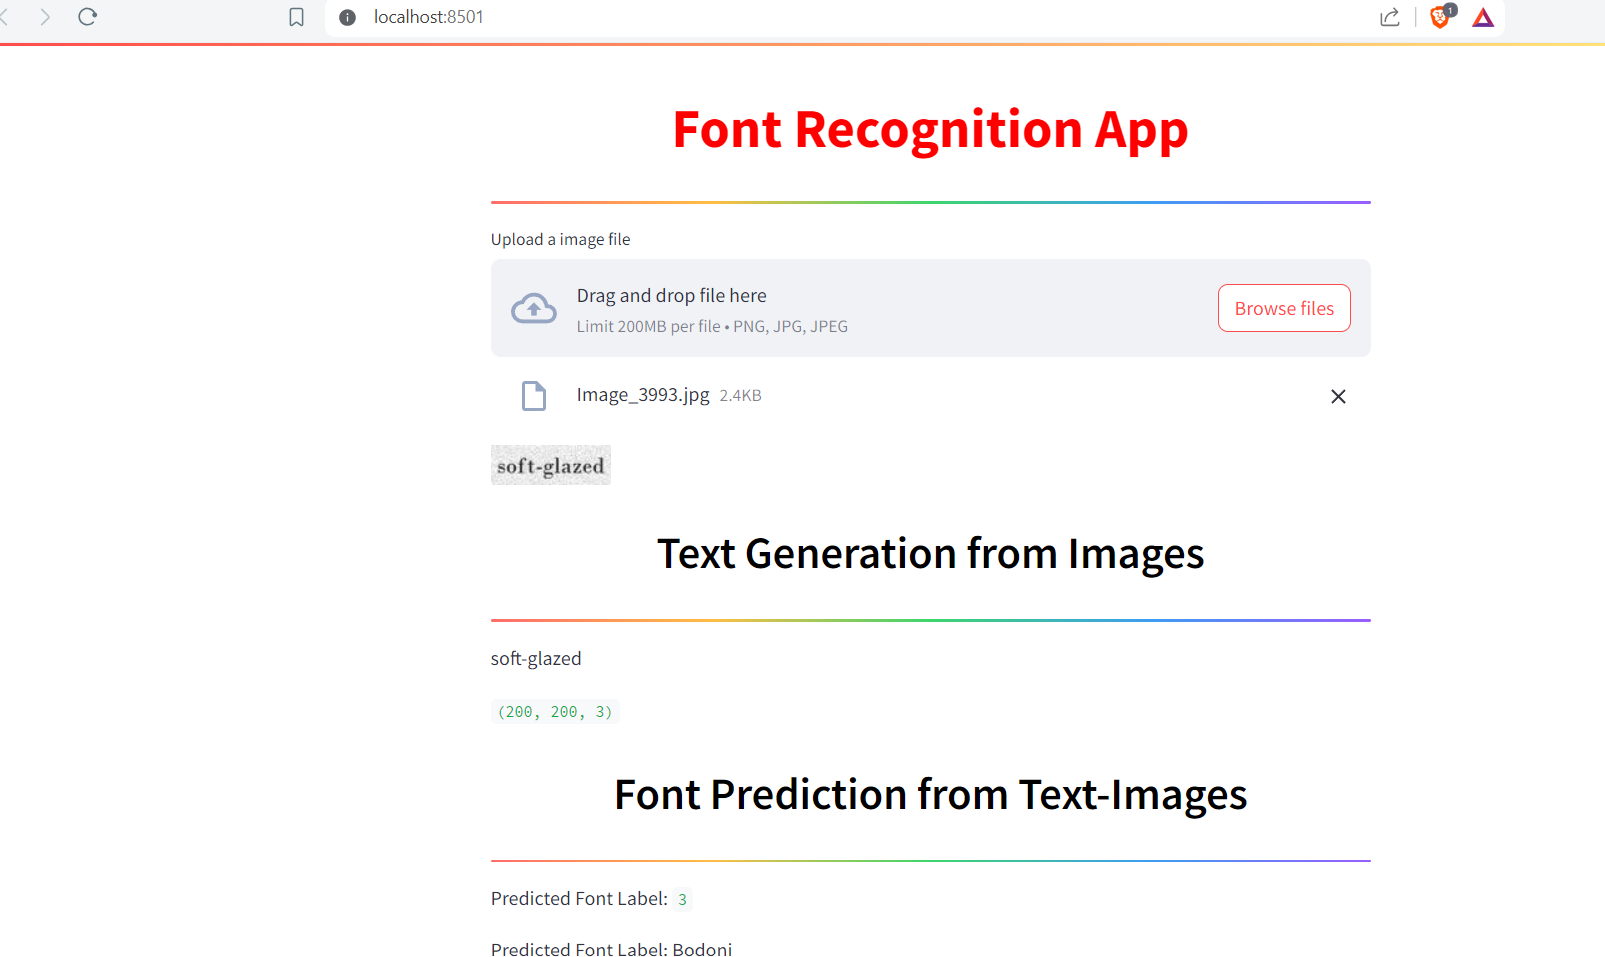 localhost:8501
1
Font Recognition App
Upload a image file
Drag and drop file here
Limit 200MB per file • PNG, JPG, JPEG
Browse files
Image_3993.jpg 2.4KB
soft-glazed
Text Generation from Images
soft-glazed
(200, 200, 3)
Font Prediction from Text-Images
Predicted Font Label: 3
Predicted Font Label: Bodoni